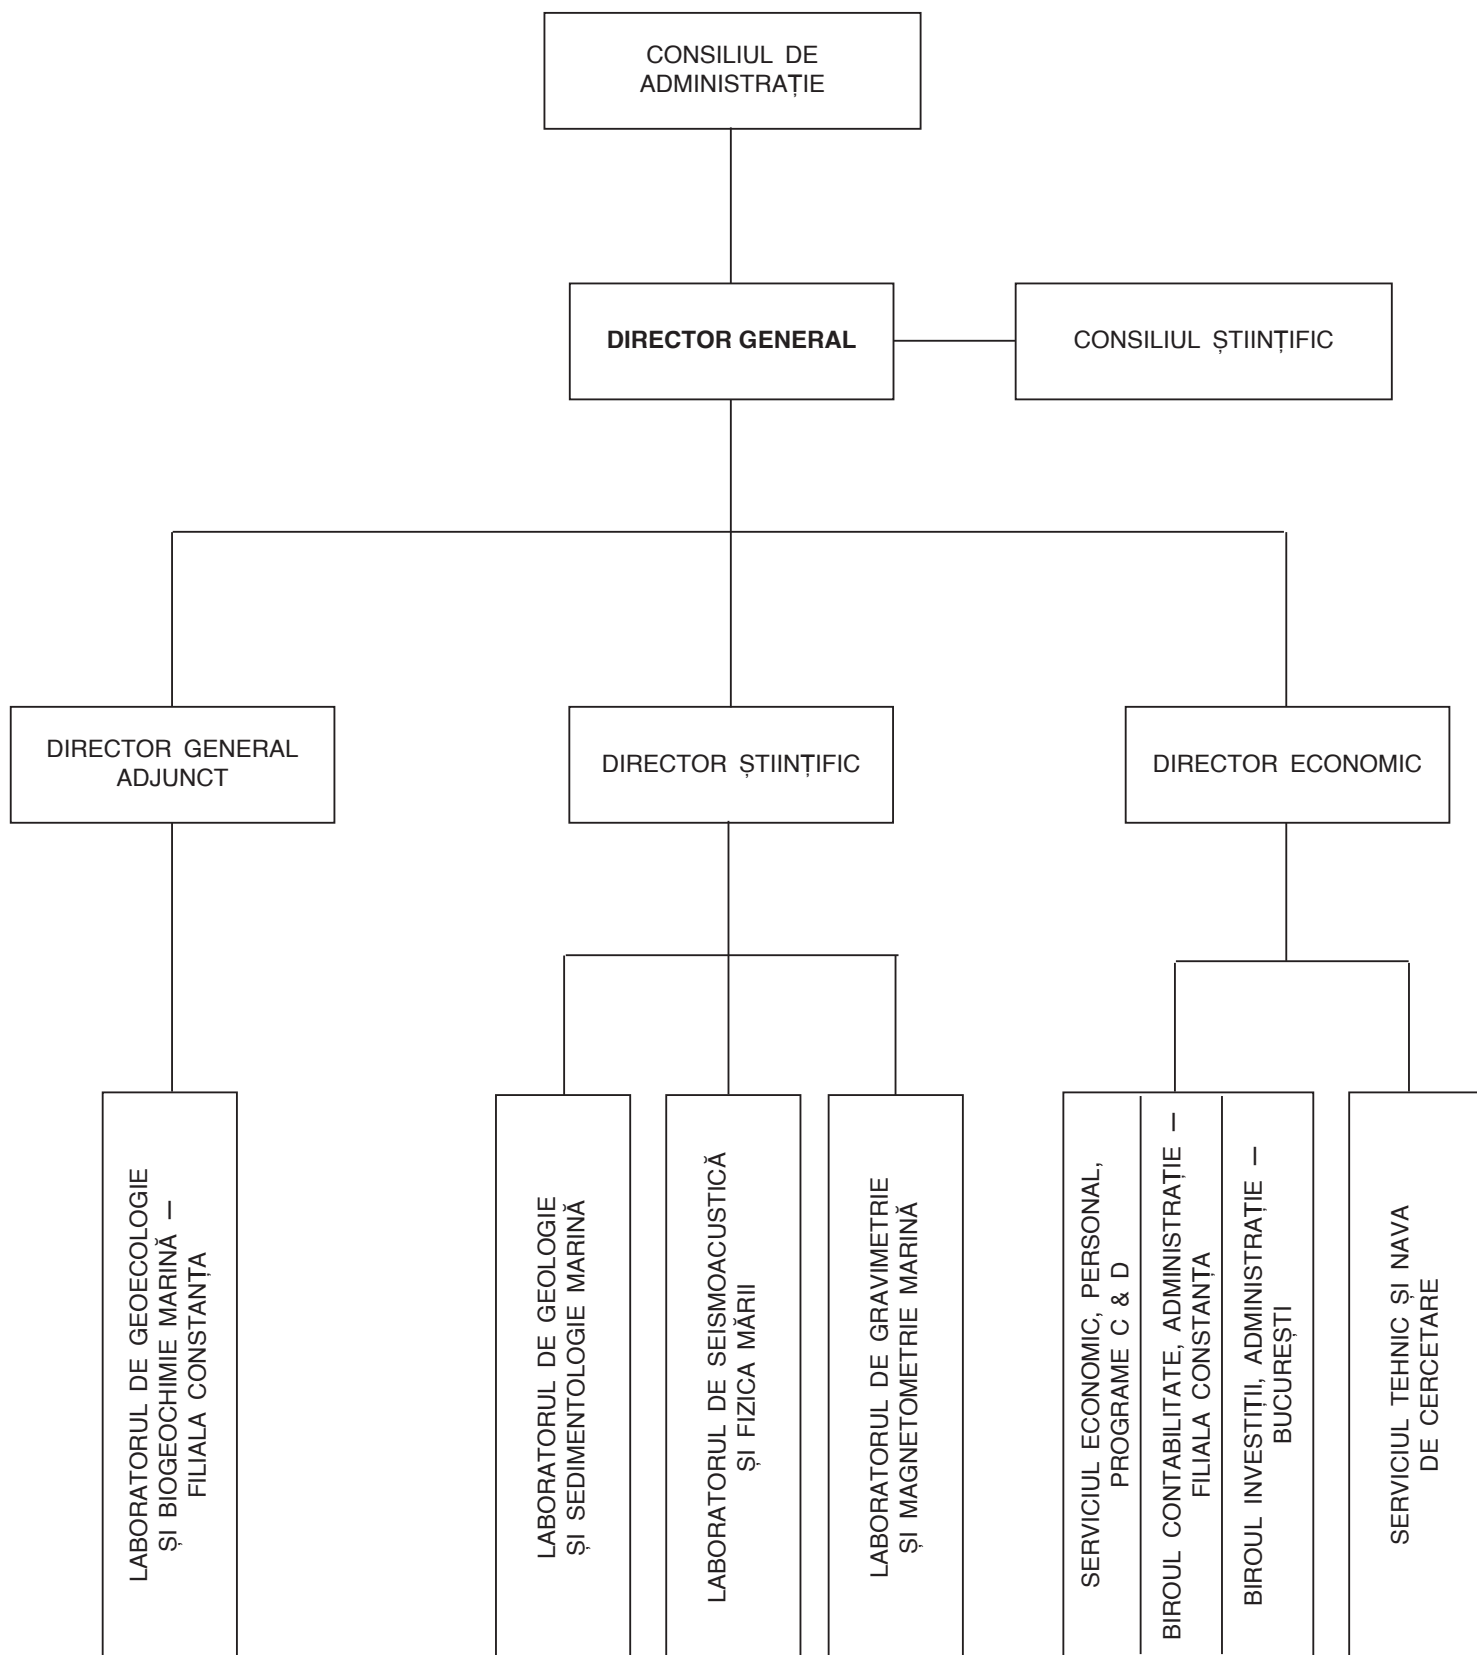 CONSILIUL DE
ADMINISTRAȚIE
DIRECTOR GENERAL
CONSILIUL ȘTIINȚIFIC
DIRECTOR GENERAL
ADJUNCT
DIRECTOR ȘTIINȚIFIC
DIRECTOR ECONOMIC
LABORATORUL DE GEOECOLOGIE
ȘI BIOGEOCHIMIE MARINĂ —
FILIALA CONSTANȚA
LABORATORUL DE GEOLOGIE
ȘI SEDIMENTOLOGIE MARINĂ
LABORATORUL DE SEISMOACUSTICĂ
ȘI FIZICA MĂRII
LABORATORUL DE GRAVIMETRIE
ȘI MAGNETOMETRIE MARINĂ
SERVICIUL ECONOMIC, PERSONAL,
PROGRAME C & D
BIROUL CONTABILITATE, ADMINISTRAȚIE —
FILIALA CONSTANȚA
BIROUL INVESTIȚII, ADMINISTRAȚIE —
BUCUREȘTI
SERVICIUL TEHNIC ȘI NAVA
DE CERCETARE